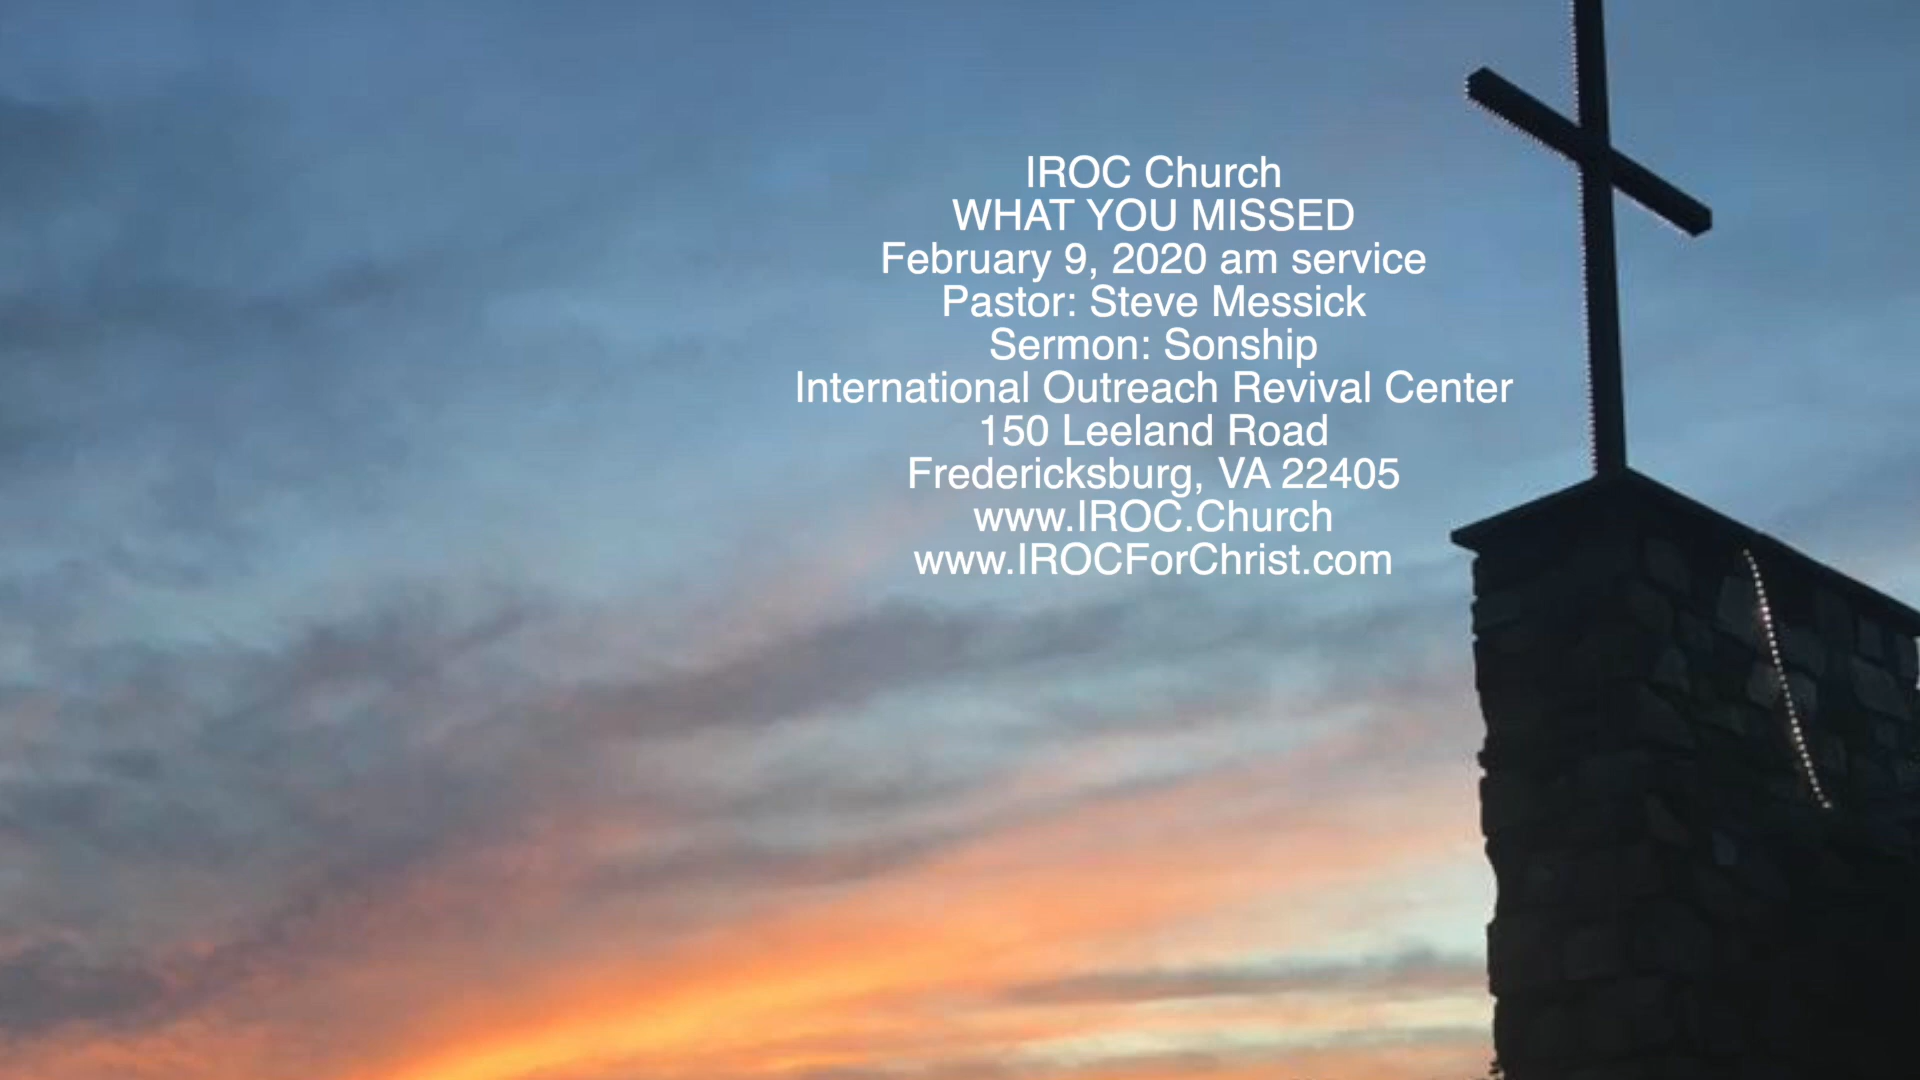 IROC Church
WHAT YOU MISSED
February 9, 2020 am service
Pastor: Steve Messick
Sermon: Sonship
International Outreach Revival Center
150 Leeland Road
Fredericksburg, VA 22405
www.IROC.Church
www.IROCForChrist.com